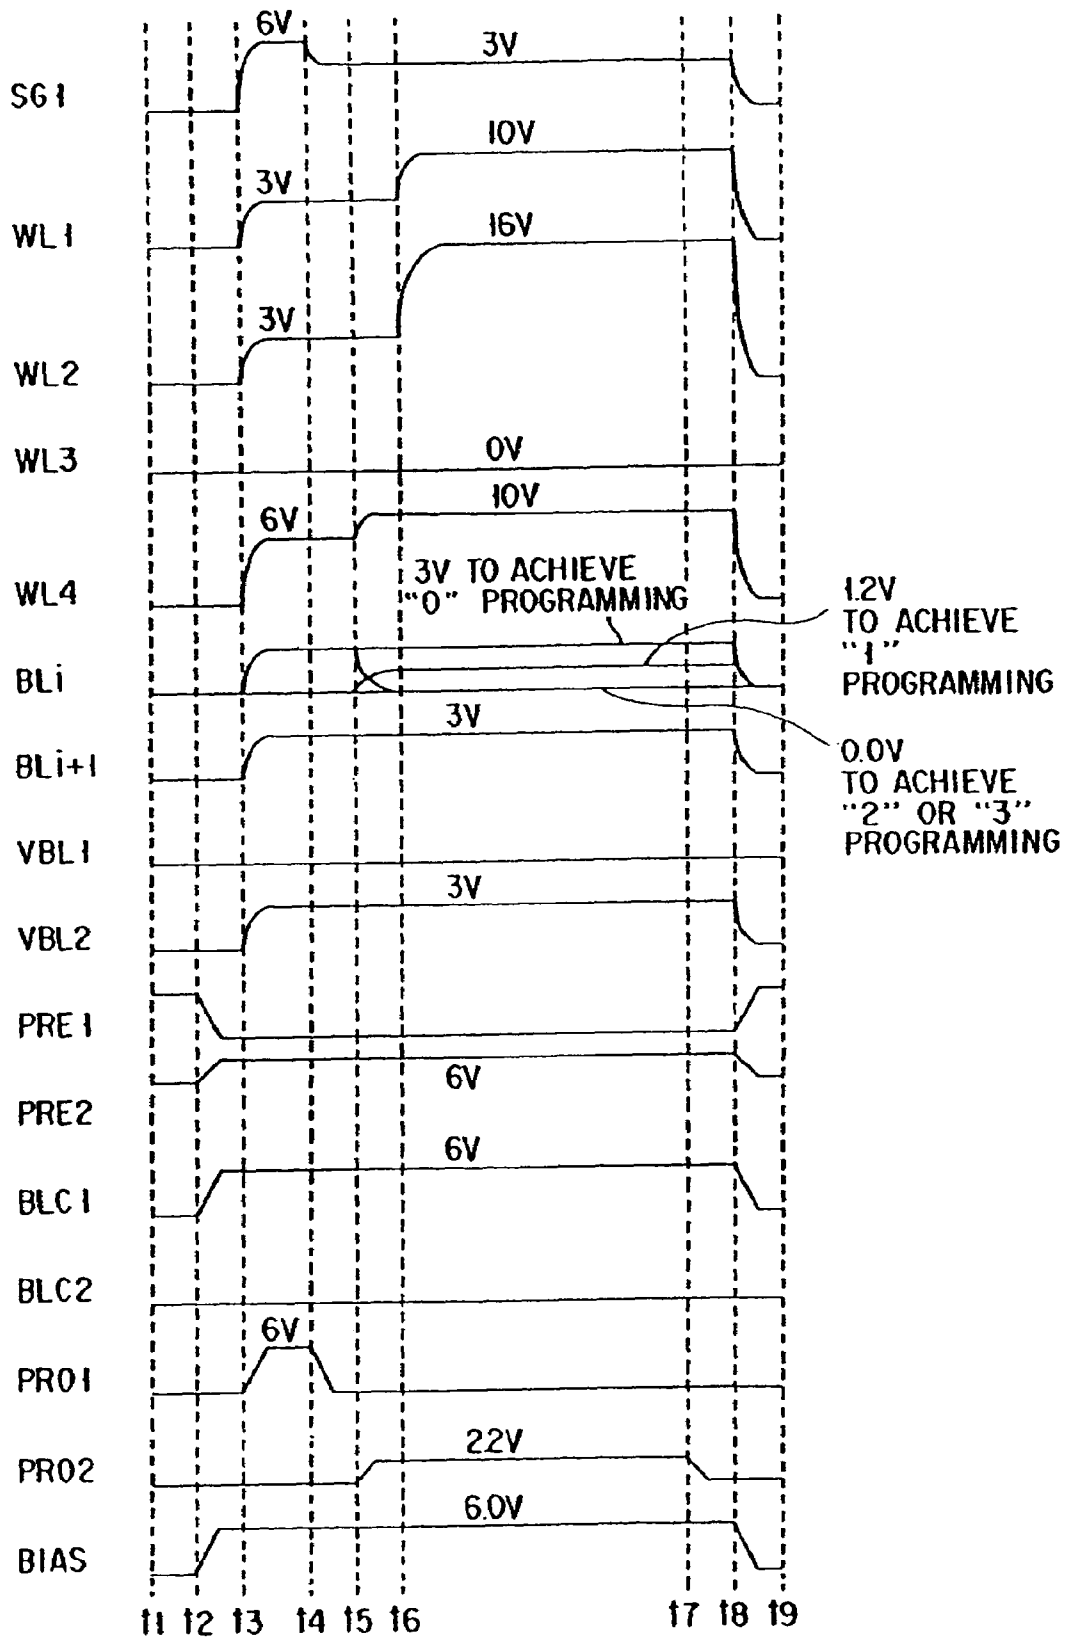 6V
3V
SG1
10V
3V
WL1
16V
3V
WL2
WL3
0V
10V
6V
WL4
3V TO ACHIEVE
"0" PROGRAMMING
1.2V
TO ACHIEVE
"1"
PROGRAMMING
BLi
3V
BLi+1
0.0V
TO ACHIEVE
"2" OR "3"
PROGRAMMING
VBL1
3V
VBL2
PRE1
6V
PRE2
6V
BLC1
BLC2
6V
PRO1
2.2V
PRO2
6.0V
BIAS
t1 t2 t3 t4 t5 t6 t7 t8 t9